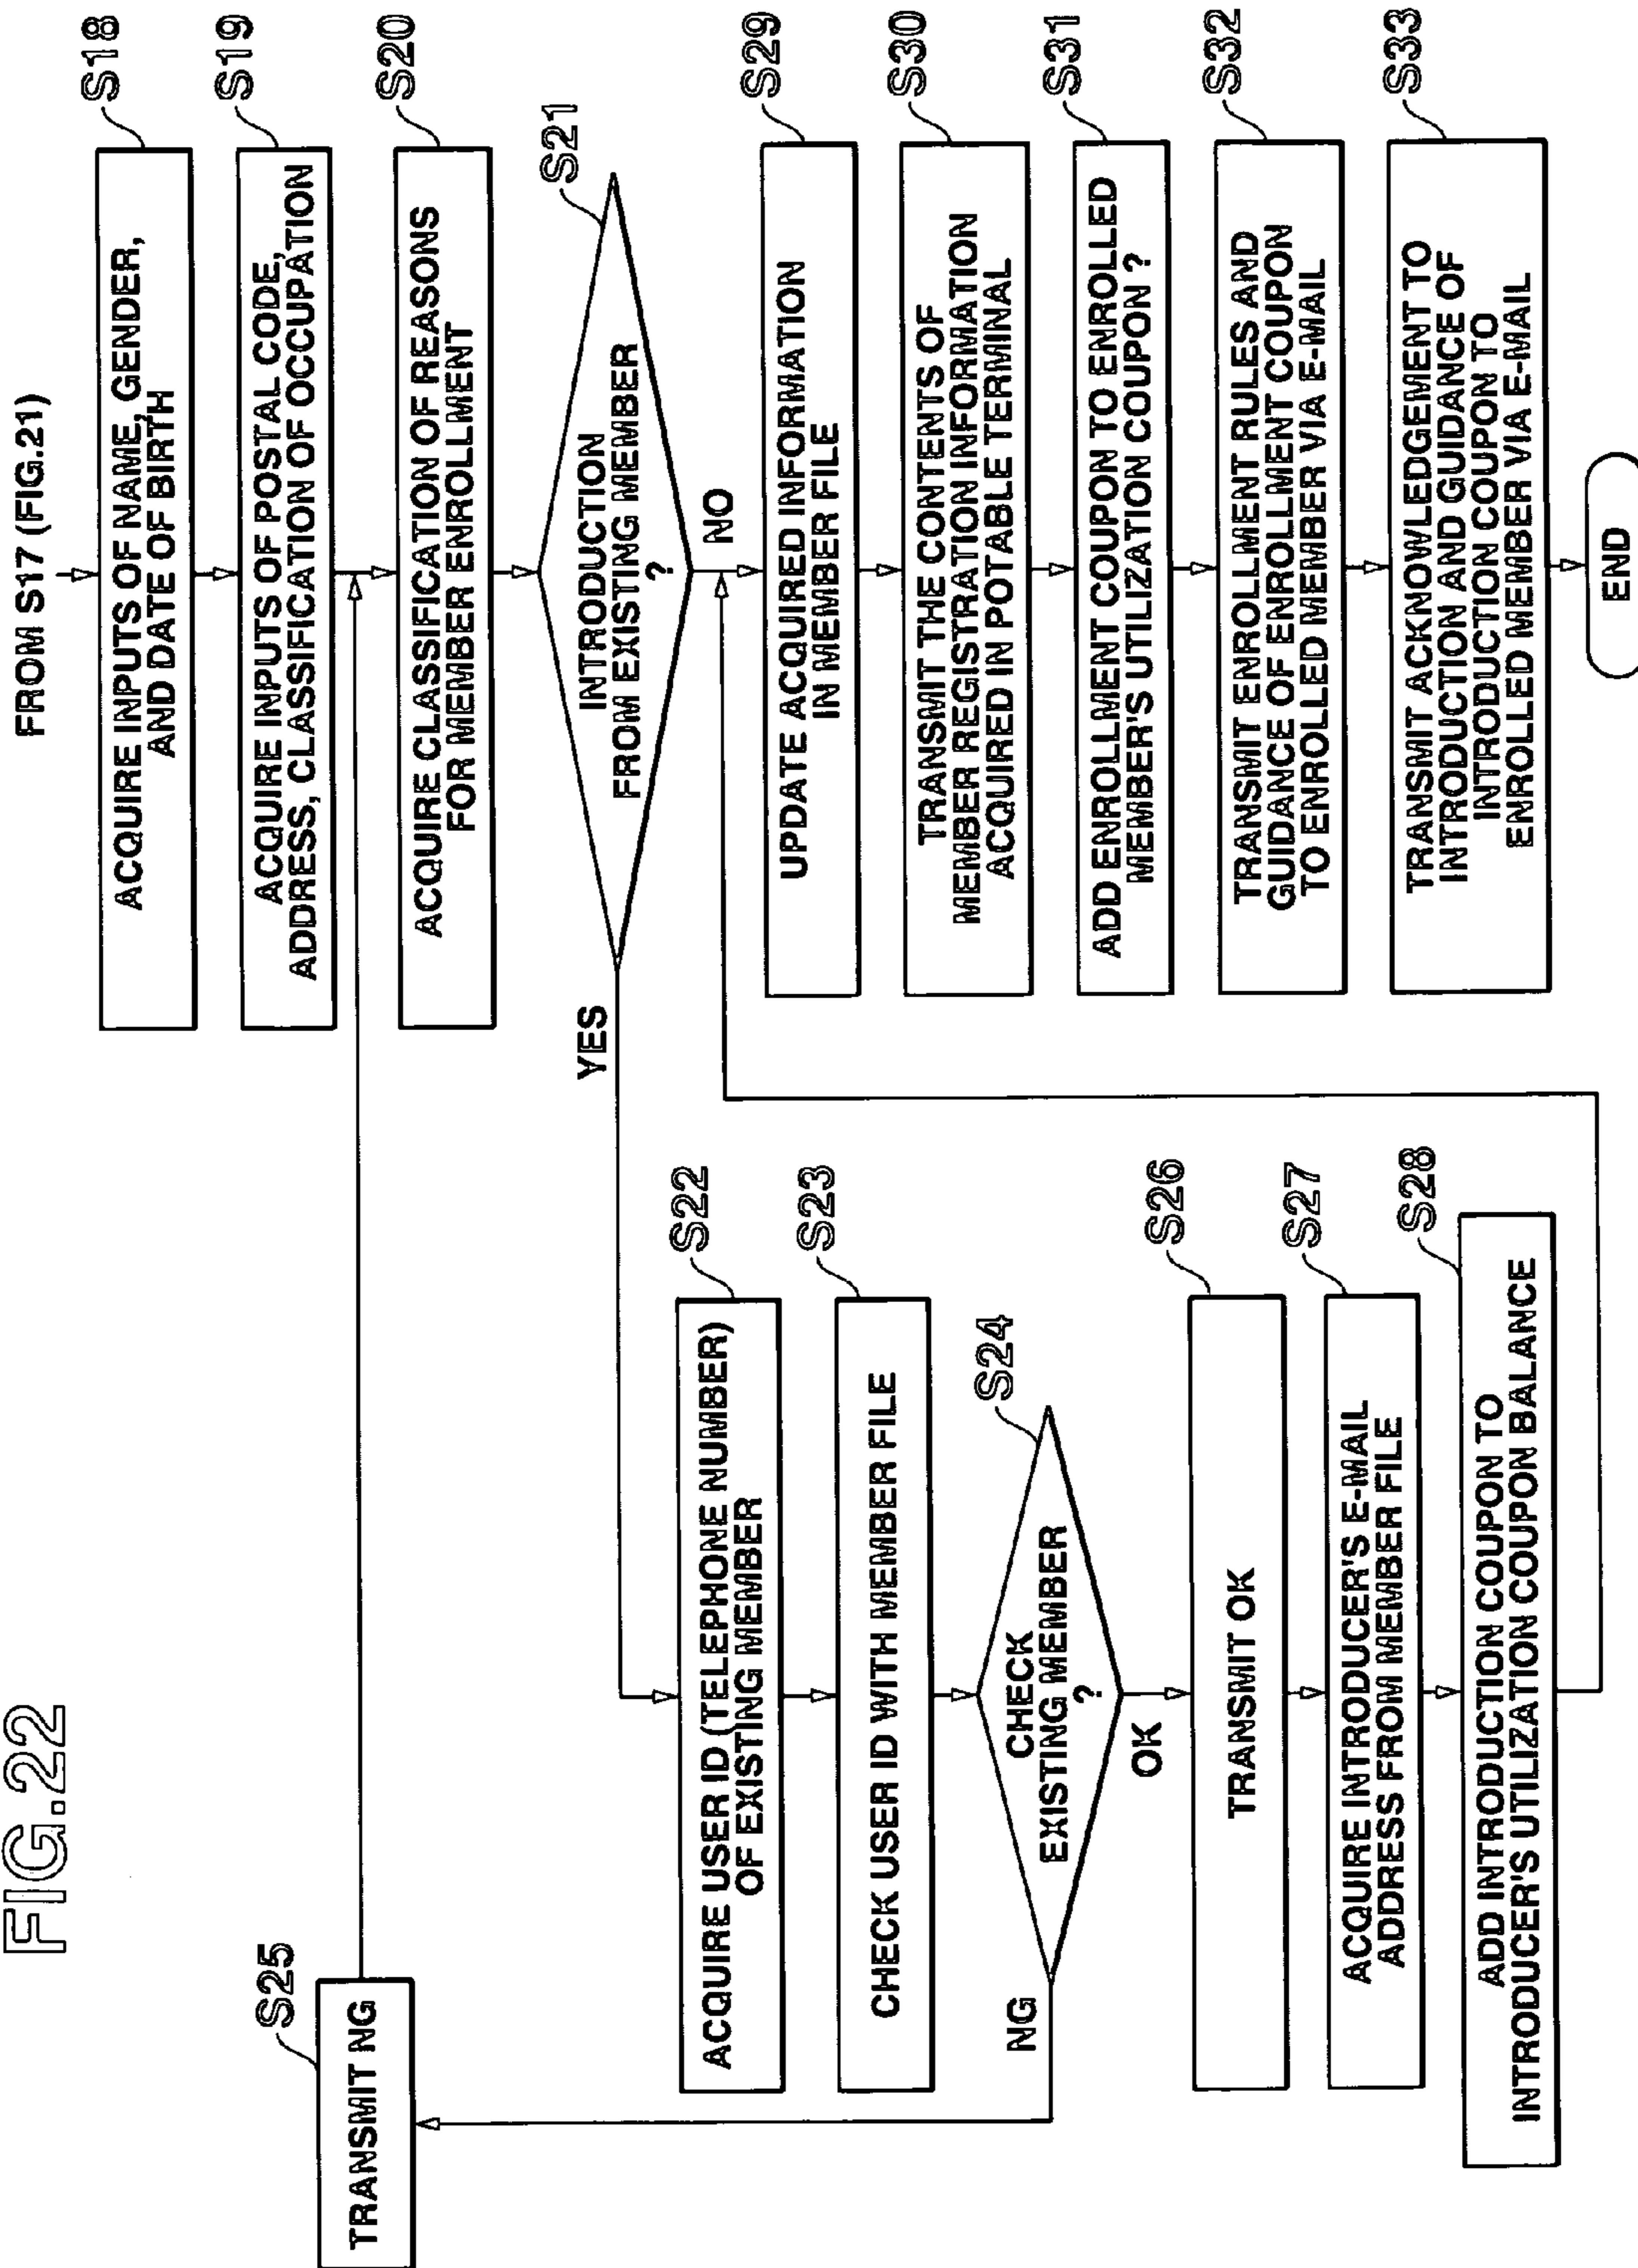 FIG.22
FROM S17 (FIG.21)
S18
ACQUIRE INPUTS OF NAME, GENDER,
AND DATE OF BIRTH
S19
ACQUIRE INPUTS OF POSTAL CODE,
ADDRESS, CLASSIFICATION OF OCCUPATION
S20
ACQUIRE CLASSIFICATION OF REASONS
FOR MEMBER ENROLLMENT
S21
INTRODUCTION
FROM EXISTING MEMBER
?
YES
NO
S22
ACQUIRE USER ID (TELEPHONE NUMBER)
OF EXISTING MEMBER
S23
CHECK USER ID WITH MEMBER FILE
S24
CHECK
EXISTING MEMBER
?
NG
OK
S25
TRANSMIT NG
S26
TRANSMIT OK
S27
ACQUIRE INTRODUCER'S E-MAIL
ADDRESS FROM MEMBER FILE
S28
ADD INTRODUCTION COUPON TO
INTRODUCER'S UTILIZATION COUPON BALANCE
S29
UPDATE ACQUIRED INFORMATION
IN MEMBER FILE
S30
TRANSMIT THE CONTENTS OF
MEMBER REGISTRATION INFORMATION
ACQUIRED IN POTABLE TERMINAL
S31
ADD ENROLLMENT COUPON TO ENROLLED
MEMBER'S UTILIZATION COUPON ?
S32
TRANSMIT ENROLLMENT RULES AND
GUIDANCE OF ENROLLMENT COUPON
TO ENROLLED MEMBER VIA E-MAIL
S33
TRANSMIT ACKNOWLEDGEMENT TO
INTRODUCTION AND GUIDANCE OF
INTRODUCTION COUPON TO
ENROLLED MEMBER VIA E-MAIL
END